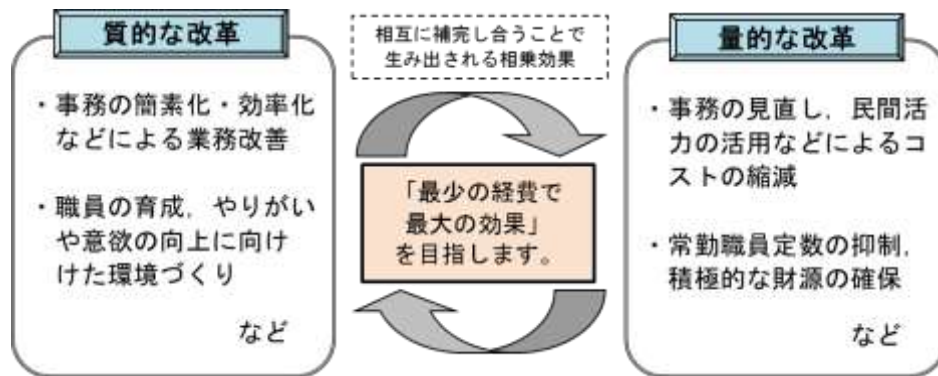 質的な改革
・事務の簡素化・効率化
などによる業務改善
・職員の育成，やりがい
や意欲の向上に向け
けた環境づくり
など
相互に補完し合うことで
生み出される相乗効果
「最少の経費で
最大の効果」
を目指します。
量的な改革
・事務の見直し，民間活
力の活用などによるコ
ストの縮減
・常勤職員定数の抑制，
積極的な財源の確保
など